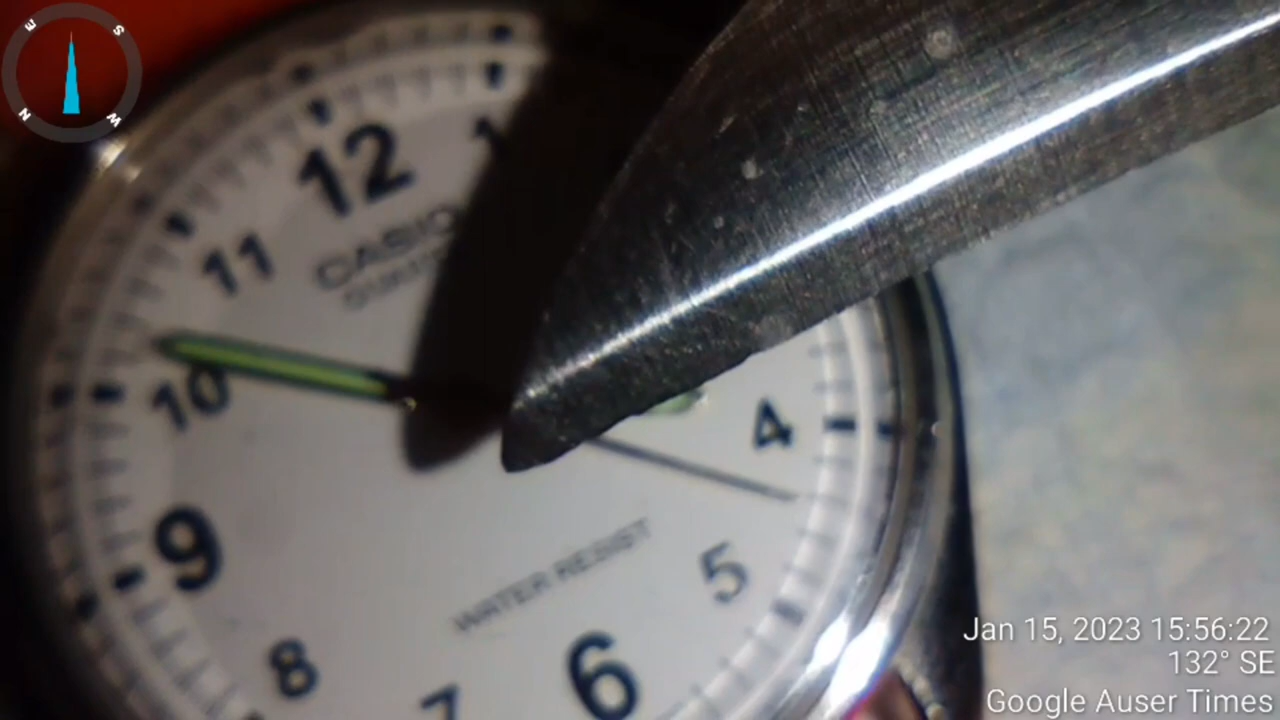 E
S
N
W
12
11
CASIO
10
4
9
5
WATER RESIST
8
6
7
Jan 15, 2023 15:56:22
132° SE
Google Auser Times